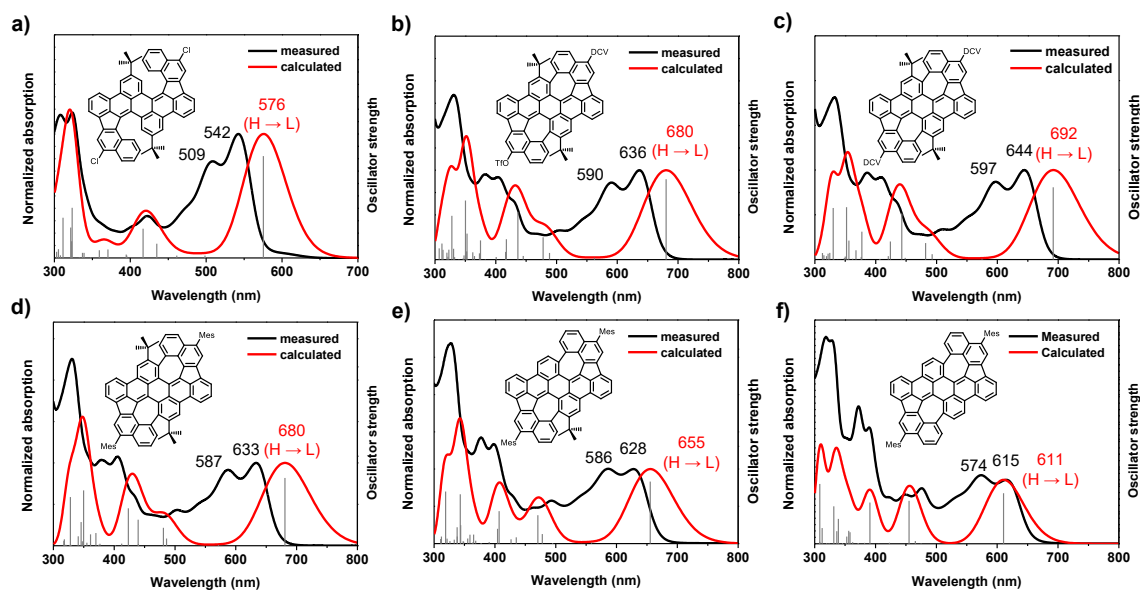 a)
Normalized absorption
Cl
Cl
measured
calculated
509
542
576
(H → L)
300 400 500 600 700
Wavelength (nm)
Oscillator strength
b)
Normalized absorption
DCV
TfO
measured
calculated
590
636
680
(H → L)
300 400 500 600 700 800
Wavelength (nm)
Oscillator strength
c)
Normalized absorption
DCV
DCV
measured
calculated
597
644
692
(H → L)
300 400 500 600 700 800
Wavelength (nm)
Oscillator strength
d)
Normalized absorption
Mes
Mes
measured
calculated
587
633
680
(H → L)
300 400 500 600 700 800
Wavelength (nm)
Oscillator strength
e)
Normalized absorption
Mes
Mes
measured
calculated
586
628
655
(H → L)
300 400 500 600 700 800
Wavelength (nm)
Oscillator strength
f)
Normalized absorption
Mes
Mes
Measured
Calculated
574
615
611
(H → L)
300 400 500 600 700 800
Wavelength (nm)
Oscillator strength